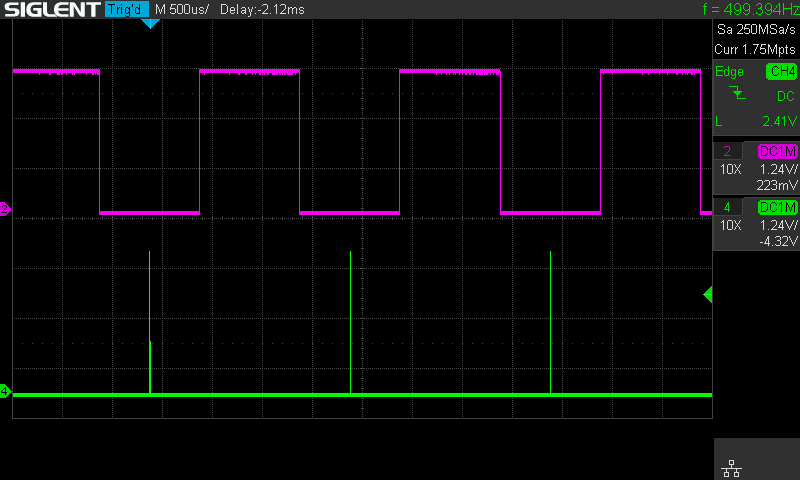 SIGLENT Trig'd M 500us/ Delay:-2.12ms f = 499.394Hz
Sa 250MSa/s
Curr 1.75Mpts
Edge CH4
DC
L 2.41V
2 DC1M
10X 1.24V/
223mV
4 DC1M
10X 1.24V/
-4.32V
2
4